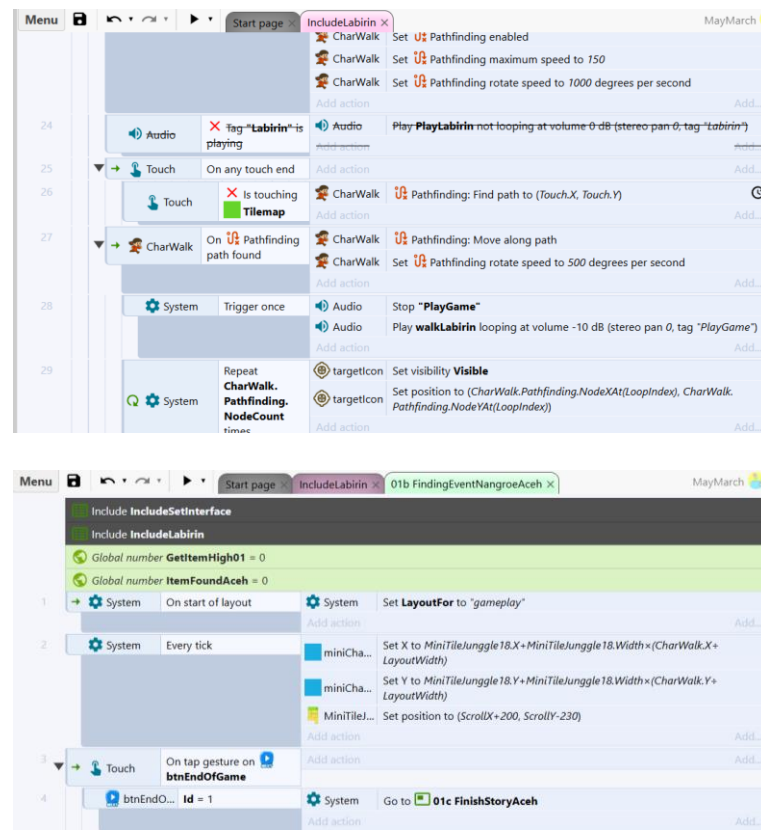 Menu Start page × IncludeLabirin × MayMarch
CharWalk Set Pathfinding enabled
CharWalk Set Pathfinding maximum speed to 150
CharWalk Set Pathfinding rotate speed to 1000 degrees per second
Add action Add...
24 Audio Tag "Labirin" is playing Audio Play PlayLabirin not looping at volume 0 dB (stereo pan 0, tag "Labirin")
Add action Add...
25 Touch On any touch end Add action Add...
26 Touch Is touching Tilemap CharWalk Pathfinding: Find path to (Touch.X, Touch.Y)
Add action Add...
27 CharWalk On Pathfinding path found CharWalk Pathfinding: Move along path
CharWalk Set Pathfinding rotate speed to 500 degrees per second
Add action Add...
28 System Trigger once Audio Stop "PlayGame"
Audio Play walkLabirin looping at volume -10 dB (stereo pan 0, tag "PlayGame")
Add action Add...
29 System Repeat CharWalk.Pathfinding.NodeCount times targetIcon Set visibility Visible
targetIcon Set position to (CharWalk.Pathfinding.NodeXAt(LoopIndex), CharWalk.
Pathfinding.NodeYAt(LoopIndex))
Add action Add...
Menu Start page × IncludeLabirin × 01b FindingEventNangroeAceh × MayMarch
Include IncludeSetInterface
Include IncludeLabirin
Global number GetItemHigh01 = 0
Global number ItemFoundAceh = 0
1 System On start of layout System Set LayoutFor to "gameplay"
Add action Add...
2 System Every tick miniCha... Set X to MiniTileJunggle18.X+MiniTileJunggle18.Width×(CharWalk.X÷
LayoutWidth)
miniCha... Set Y to MiniTileJunggle18.Y+MiniTileJunggle18.Width×(CharWalk.Y÷
LayoutWidth)
MiniTileJ... Set position to (ScrollX+200, ScrollY-230)
Add action Add...
3 Touch On tap gesture on btnEndOfGame Add action Add...
4 btnEndO... Id = 1 System Go to 01c FinishStoryAceh
Add action Add...